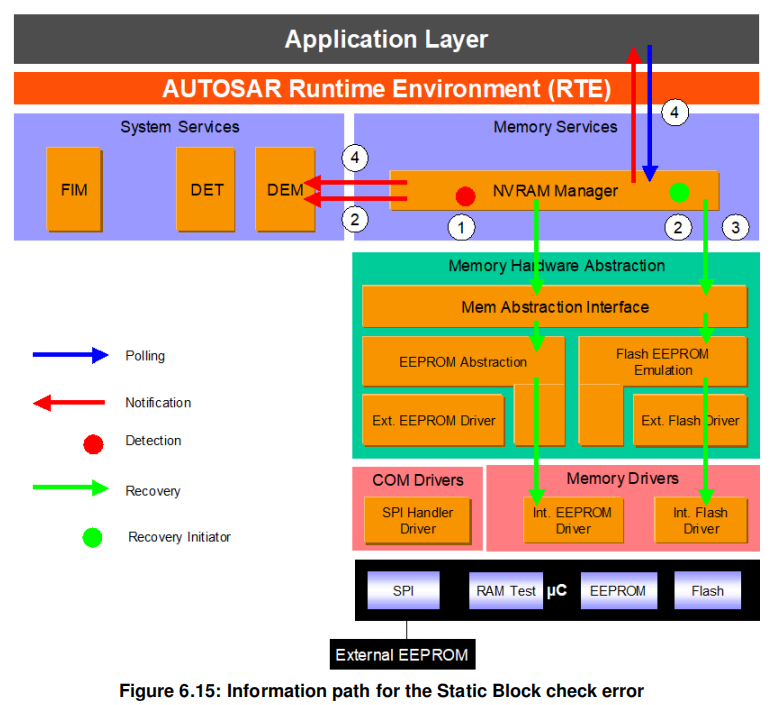 Application Layer
AUTOSAR Runtime Environment (RTE)
System Services
Memory Services
4
4
FIM
DET
DEM
NVRAM Manager
2
1
2
3
Memory Hardware Abstraction
Mem Abstraction Interface
EEPROM Abstraction
Flash EEPROM
Emulation
Ext. EEPROM Driver
Ext. Flash Driver
Polling
Notification
Detection
Recovery
Recovery Initiator
COM Drivers
Memory Drivers
SPI Handler
Driver
Int. EEPROM
Driver
Int. Flash
Driver
SPI
RAM Test
µC
EEPROM
Flash
External EEPROM
Figure 6.15: Information path for the Static Block check error